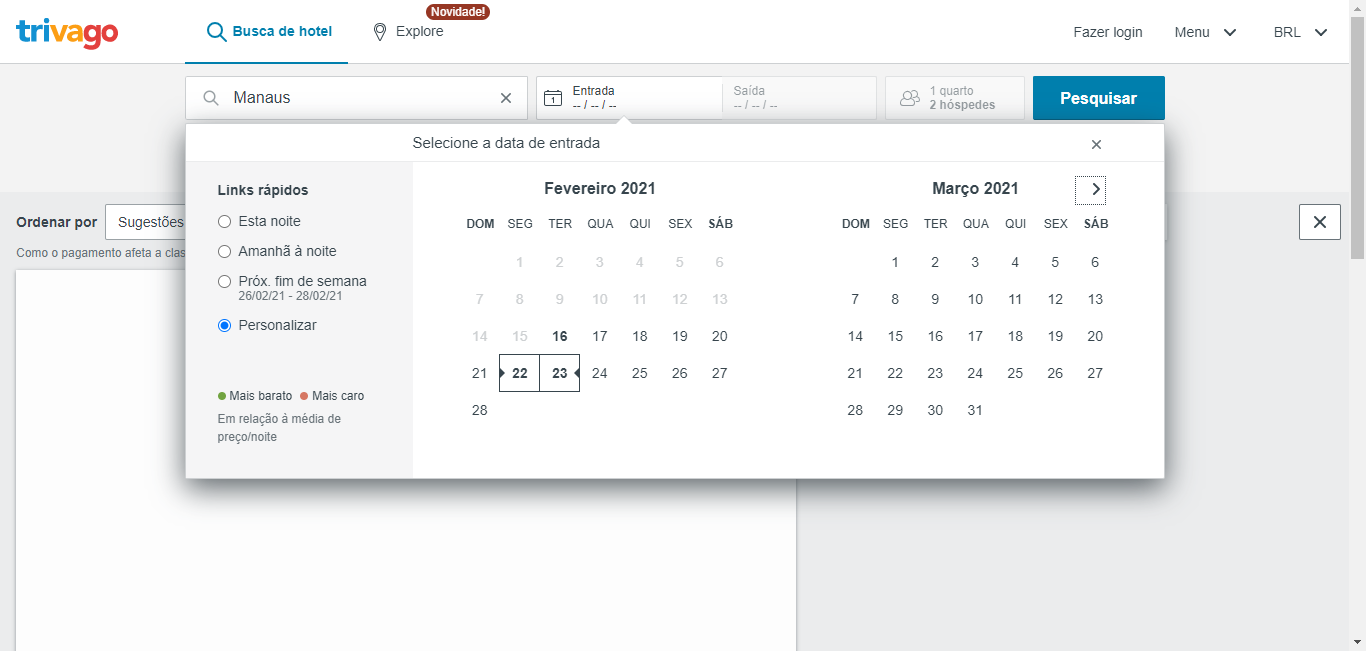 trivago
Busca de hotel
Novidade!
Explore
Fazer login
Menu
BRL
Manaus
1
Entrada
-- / -- / --
Saída
-- / -- / --
1 quarto
2 hóspedes
Pesquisar
Selecione a data de entrada
Ordenar por
Sugestões
Como o pagamento afeta a clas
Links rápidos
Esta noite
Amanhã à noite
Próx. fim de semana
26/02/21 - 28/02/21
Personalizar
Mais barato Mais caro
Em relação à média de
preço/noite
Fevereiro 2021
DOM SEG TER QUA QUI SEX SÁB
1 2 3 4 5 6
7 8 9 10 11 12 13
14 15 16 17 18 19 20
21 22 23 24 25 26 27
28
Março 2021
DOM SEG TER QUA QUI SEX SÁB
1 2 3 4 5 6
7 8 9 10 11 12 13
14 15 16 17 18 19 20
21 22 23 24 25 26 27
28 29 30 31